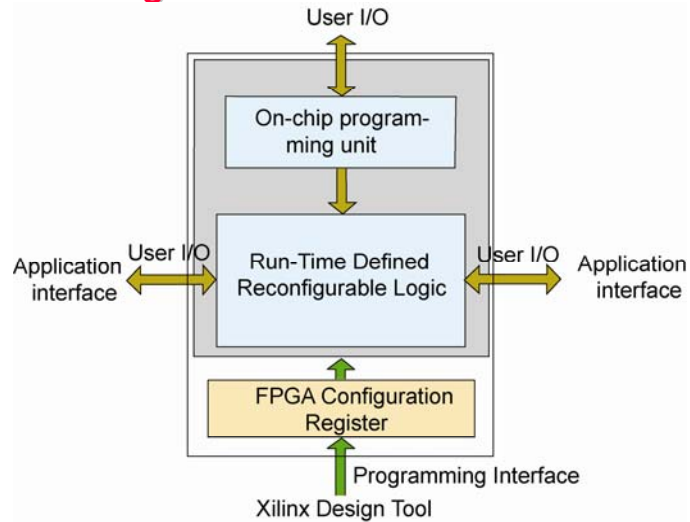 User I/O
On-chip program-
ming unit
User I/O
Application
interface
Run-Time Defined
Reconfigurable Logic
User I/O
Application
interface
FPGA Configuration
Register
Programming Interface
Xilinx Design Tool